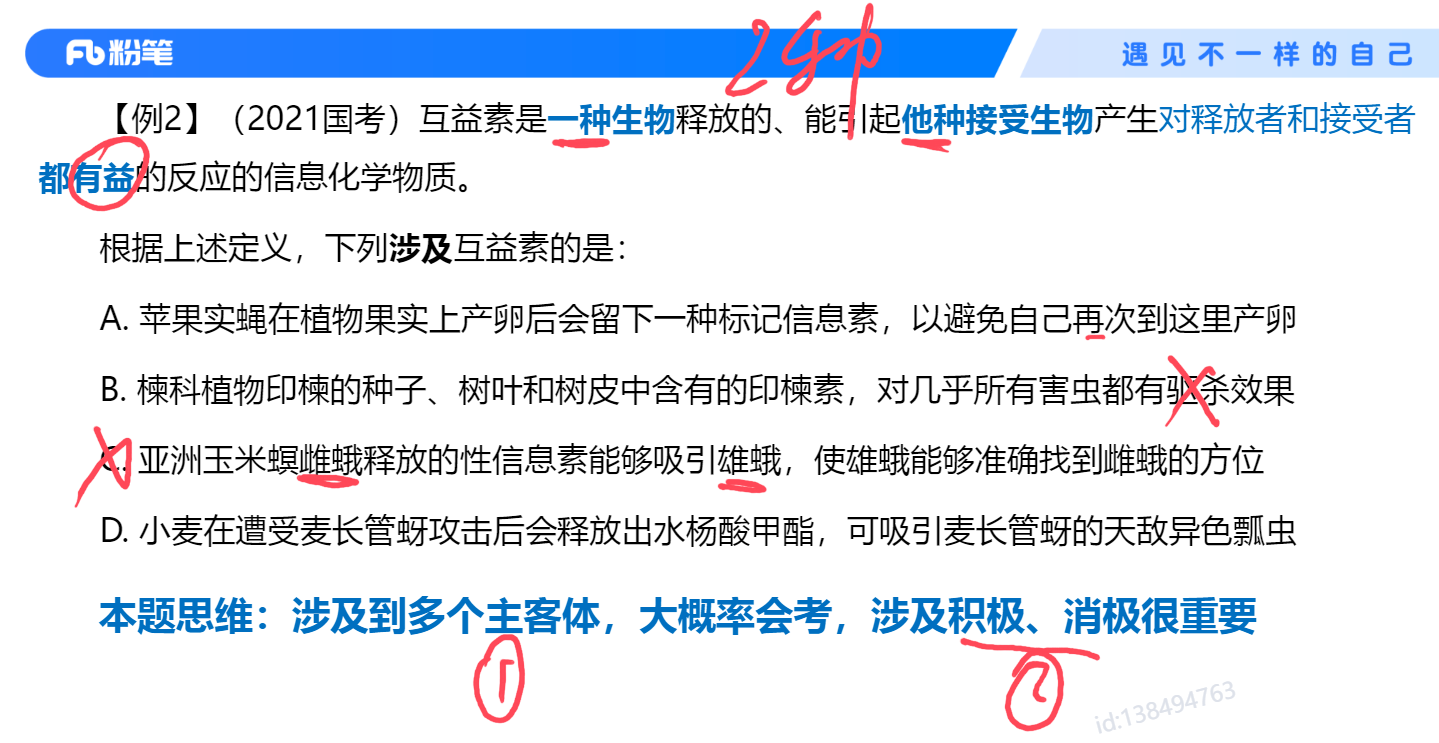 粉笔
遇见不一样的自己
2种
【例2】（2021国考）互益素是一种生物释放的、能引起他种接受生物产生对释放者和接受者
都有益的反应的信息化学物质。
根据上述定义，下列涉及互益素的是：
A. 苹果实蝇在植物果实上产卵后会留下一种标记信息素，以避免自己再次到这里产卵
B. 楝科植物印楝的种子、树叶和树皮中含有的印楝素，对几乎所有害虫都有驱杀效果
C. 亚洲玉米螟雌蛾释放的性信息素能够吸引雄蛾，使雄蛾能够准确找到雌蛾的方位
D. 小麦在遭受麦长管蚜攻击后会释放出水杨酸甲酯，可吸引麦长管蚜的天敌异色瓢虫
本题思维：涉及到多个主客体，大概率会考，涉及积极、消极很重要
① ②
id:138494763